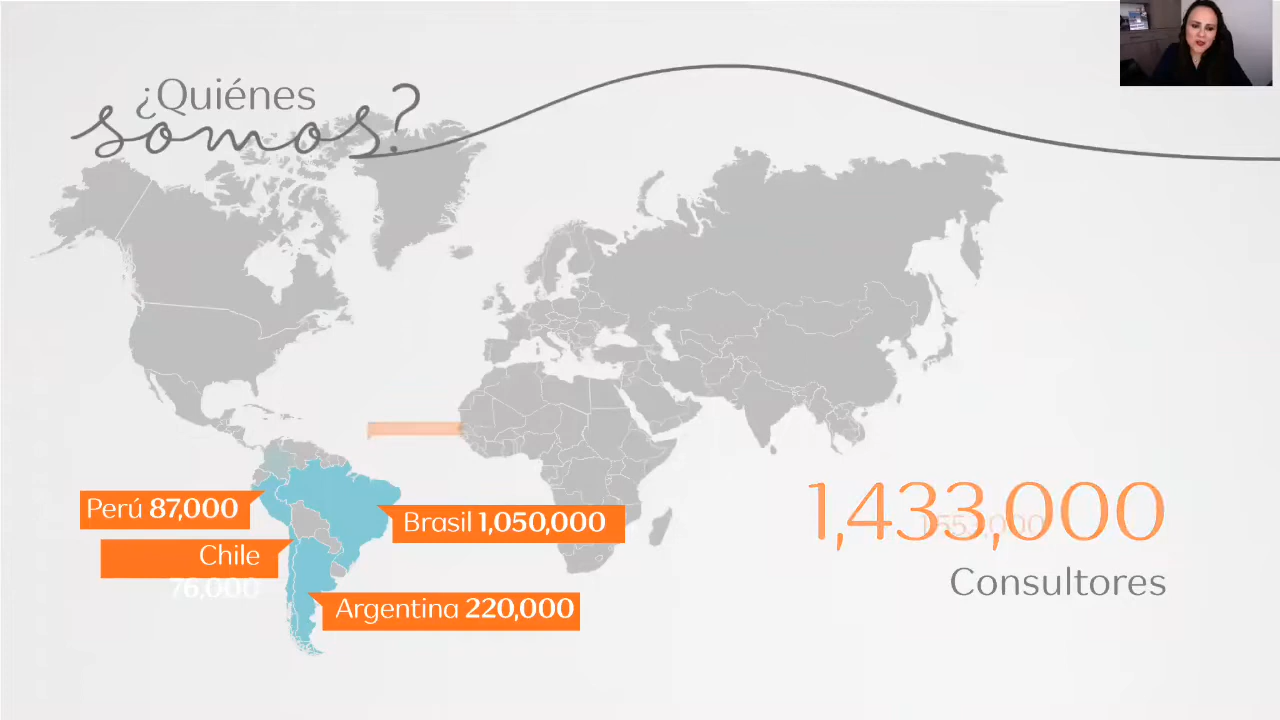 ¿Quiénes
somos?
Perú 87,000
Brasil 1,050,000
Chile
76,000
Argentina 220,000
1,433,000
Consultores